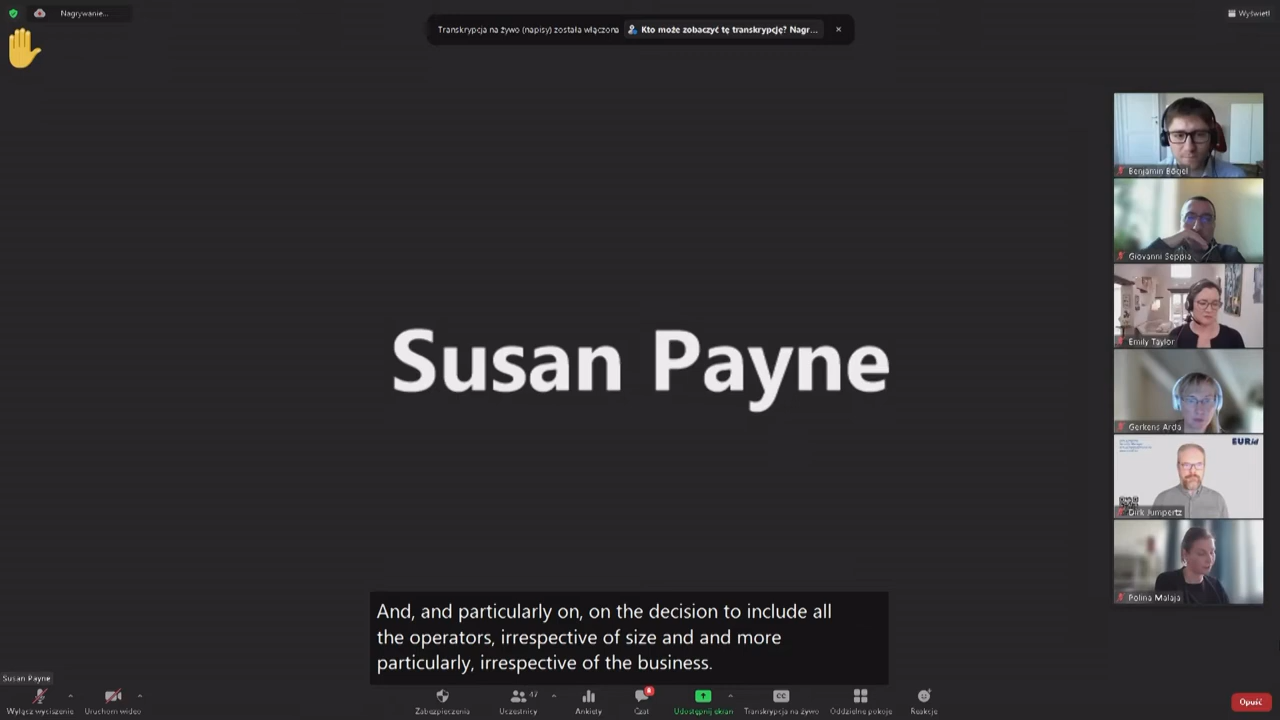 Nagrywanie...
Transkrypcja na żywo (napisy) została włączona
Kto może zobaczyć tę transkrypcję? Nagr...
Wyświetl
Benjamin Bögel
Giovanni Seppia
Emily Taylor
Gerkens Arda
EURid
Dirk Jumpertz
Polina Malaja
Susan Payne
And, and particularly on, on the decision to include all
the operators, irrespective of size and and more
particularly, irrespective of the business.
Susan Payne
Wyłącz wyciszenie
Uruchom wideo
Zabezpieczenia
47
Uczestnicy
Ankiety
8
Czat
Udostępnij ekran
CC
Transkrypcja na żywo
Oddzielne pokoje
Reakcje
Opuść